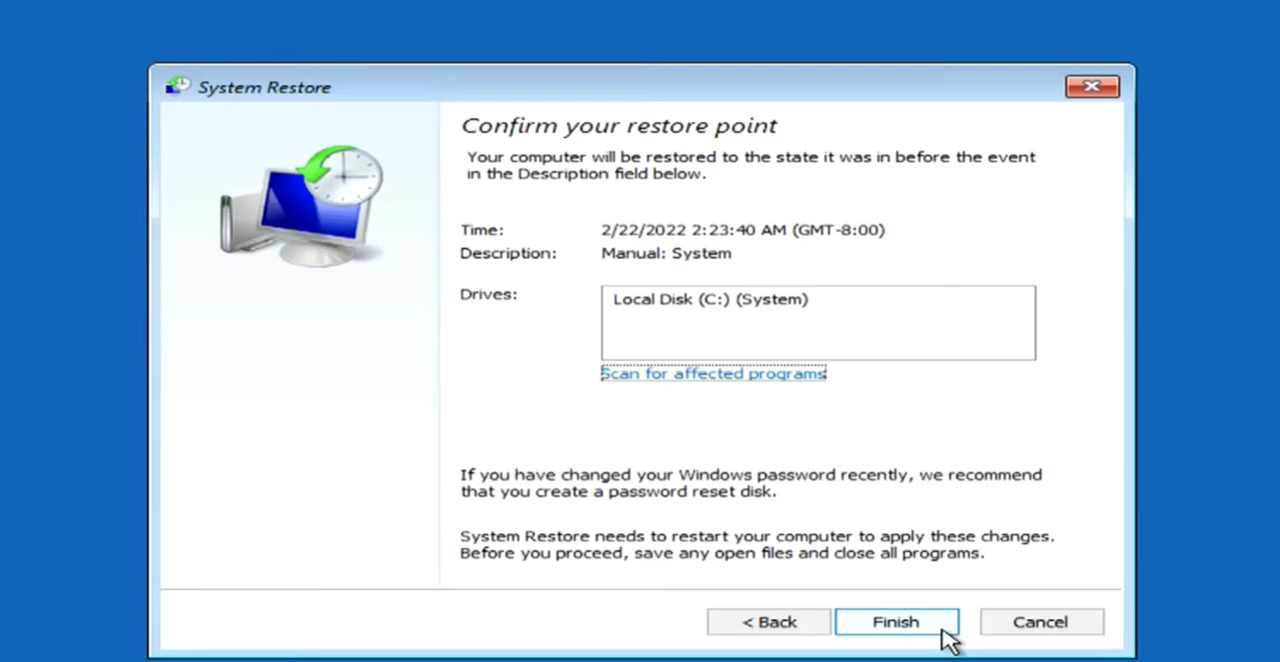 System Restore
Confirm your restore point
Your computer will be restored to the state it was in before the event
in the Description field below.
Time: 2/22/2022 2:23:40 AM (GMT-8:00)
Description: Manual: System
Drives: Local Disk (C:) (System)
Scan for affected programs
If you have changed your Windows password recently, we recommend
that you create a password reset disk.
System Restore needs to restart your computer to apply these changes.
Before you proceed, save any open files and close all programs.
< Back Finish Cancel